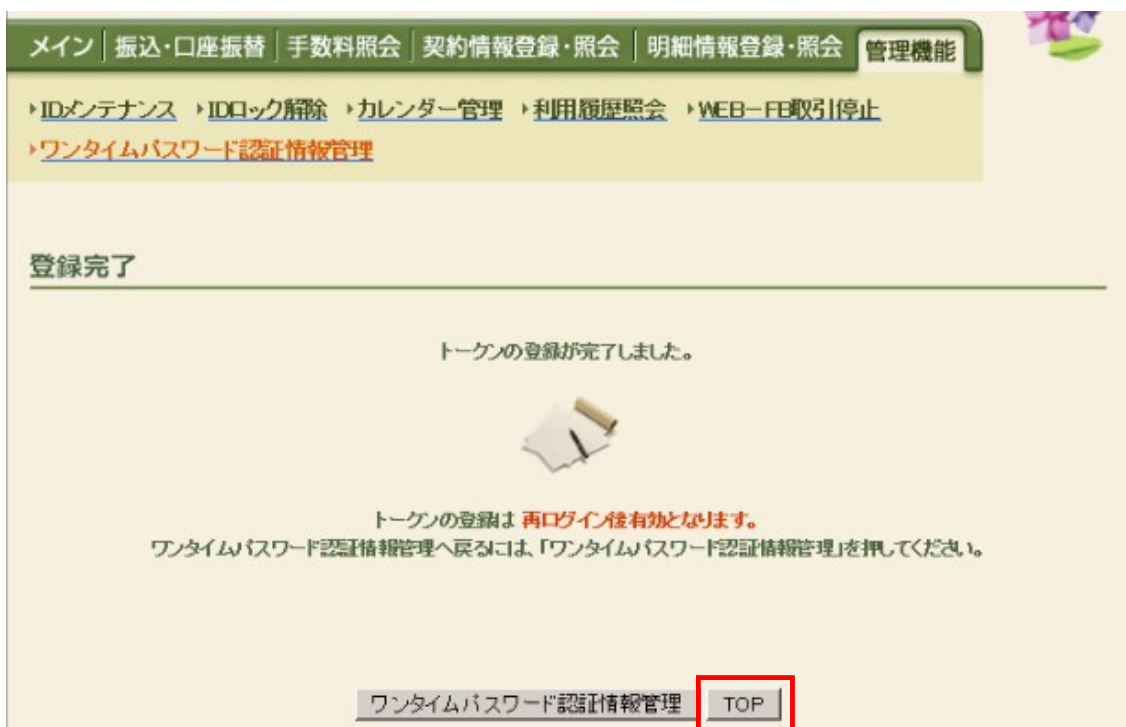 メイン 振込・口座振替 手数料照会 契約情報登録・照会 明細情報登録・照会 管理機能
IDメンテナンス IDロック解除 カレンダー管理 利用履歴照会 WEB－FB取引停止
ワンタイムパスワード認証情報管理
登録完了
トークンの登録が完了しました。
トークンの登録は 再ログイン後有効となります。
ワンタイムパスワード認証情報管理へ戻るには、「ワンタイムパスワード認証情報管理」を押してください。
ワンタイムパスワード認証情報管理 TOP